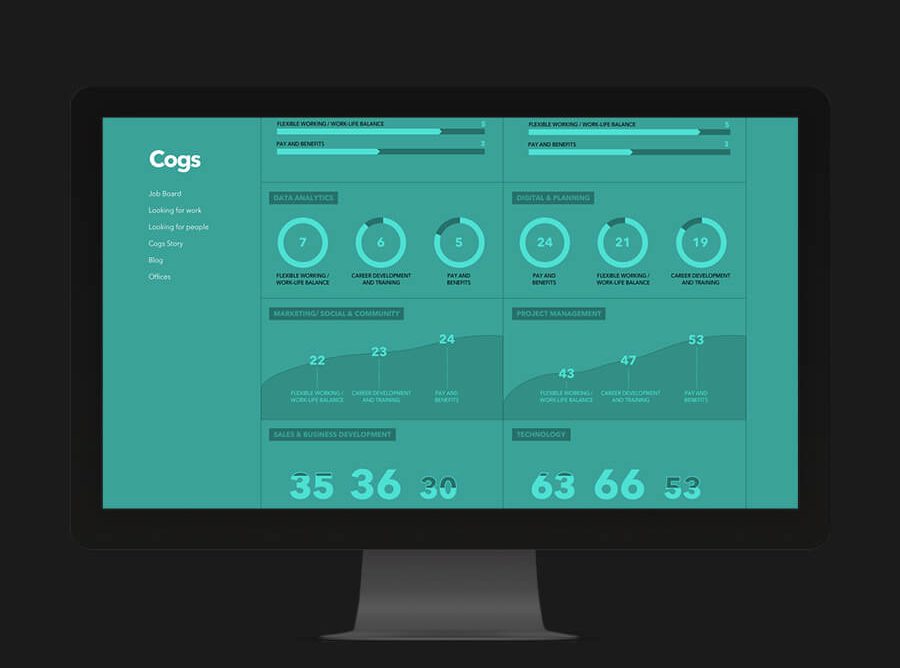 Cogs
Job Board
Looking for work
Looking for people
Cogs Story
Blog
Offices
FLEXIBLE WORKING / WORK-LIFE BALANCE 5
PAY AND BENEFITS 3
FLEXIBLE WORKING / WORK-LIFE BALANCE 5
PAY AND BENEFITS 3
DATA ANALYTICS
7
6
5
FLEXIBLE WORKING /
WORK-LIFE BALANCE
CAREER DEVELOPMENT
AND TRAINING
PAY AND
BENEFITS
DIGITAL & PLANNING
24
21
19
PAY AND
BENEFITS
FLEXIBLE WORKING /
WORK-LIFE BALANCE
CAREER DEVELOPMENT
AND TRAINING
MARKETING/ SOCIAL & COMMUNITY
22
23
24
FLEXIBLE WORKING /
WORK-LIFE BALANCE
CAREER DEVELOPMENT
AND TRAINING
PAY AND
BENEFITS
PROJECT MANAGEMENT
43
47
53
FLEXIBLE WORKING /
WORK-LIFE BALANCE
CAREER DEVELOPMENT
AND TRAINING
PAY AND
BENEFITS
SALES & BUSINESS DEVELOPMENT
35 36 30
TECHNOLOGY
63 66 53